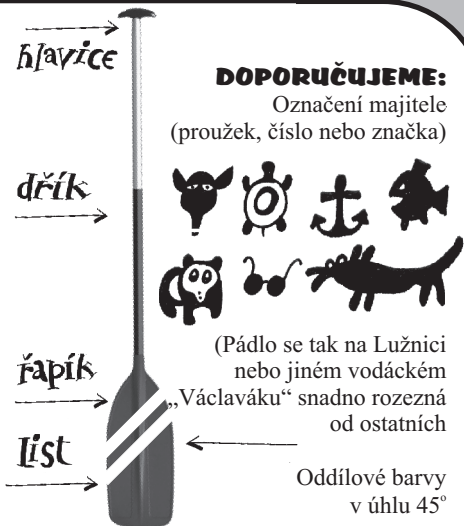 hlavice
DOPORUČUJEME:
Označení majitele
(proužek, číslo nebo značka)
dřík
(Pádlo se tak na Lužnici
nebo jiném vodáckém
„Václaváku“ snadno rozezná
od ostatních
řapík
list
Oddílové barvy
v úhlu 45°